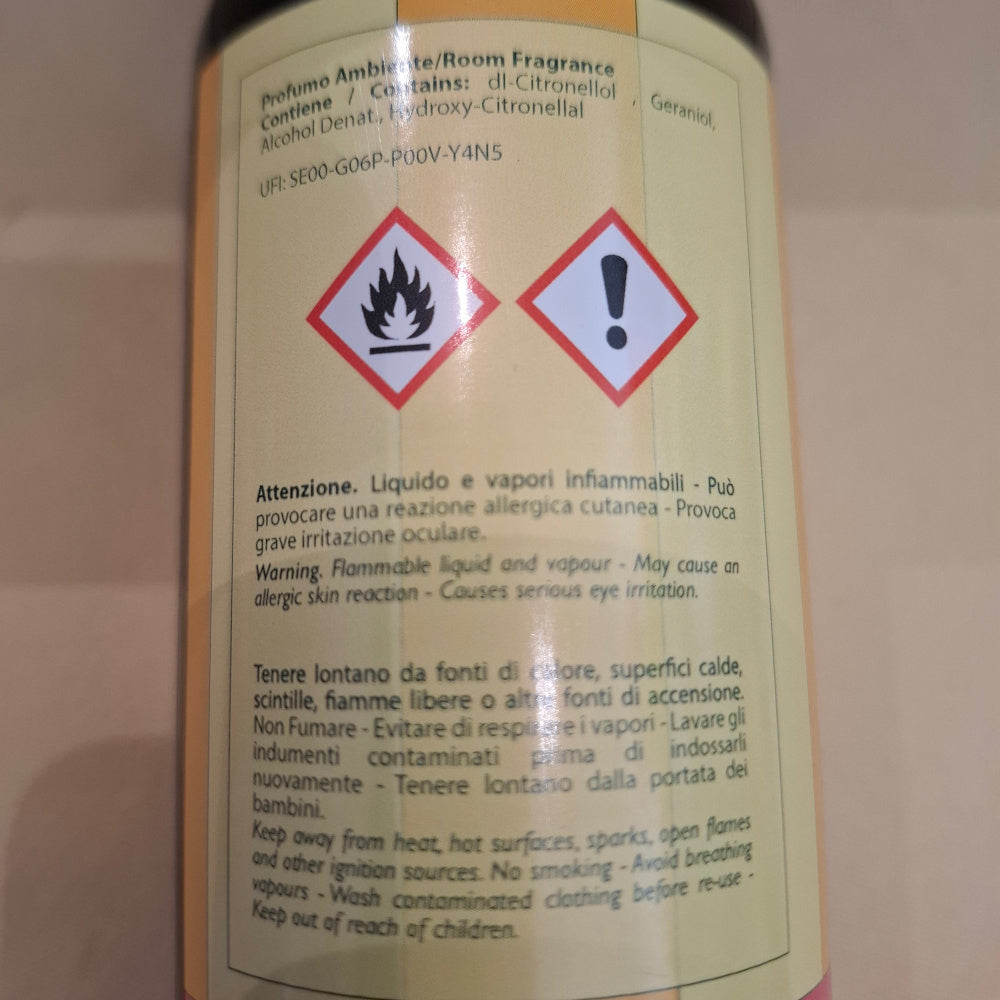 Profumo Ambiente/Room Fragrance
Contiene / Contains: dl-Citronellol , Geraniol,
Alcohol Denat., Hydroxy-Citronellal
UFI: SE00-G06P-P00V-Y4N5
Attenzione. Liquido e vapori infiammabili - Può
provocare una reazione allergica cutanea - Provoca
grave irritazione oculare.
Warning. Flammable liquid and vapour - May cause an
allergic skin reaction - Causes serious eye irritation.
Tenere lontano da fonti di calore, superfici calde,
scintille, fiamme libere o altre fonti di accensione.
Non Fumare - Evitare di respirare i vapori - Lavare gli
indumenti contaminati prima di indossarli
nuovamente - Tenere lontano dalla portata dei
bambini.
Keep away from heat, hot surfaces, sparks, open flames
and other ignition sources. No smoking - Avoid breathing
vapours - Wash contaminated clothing before re-use -
Keep out of reach of children.